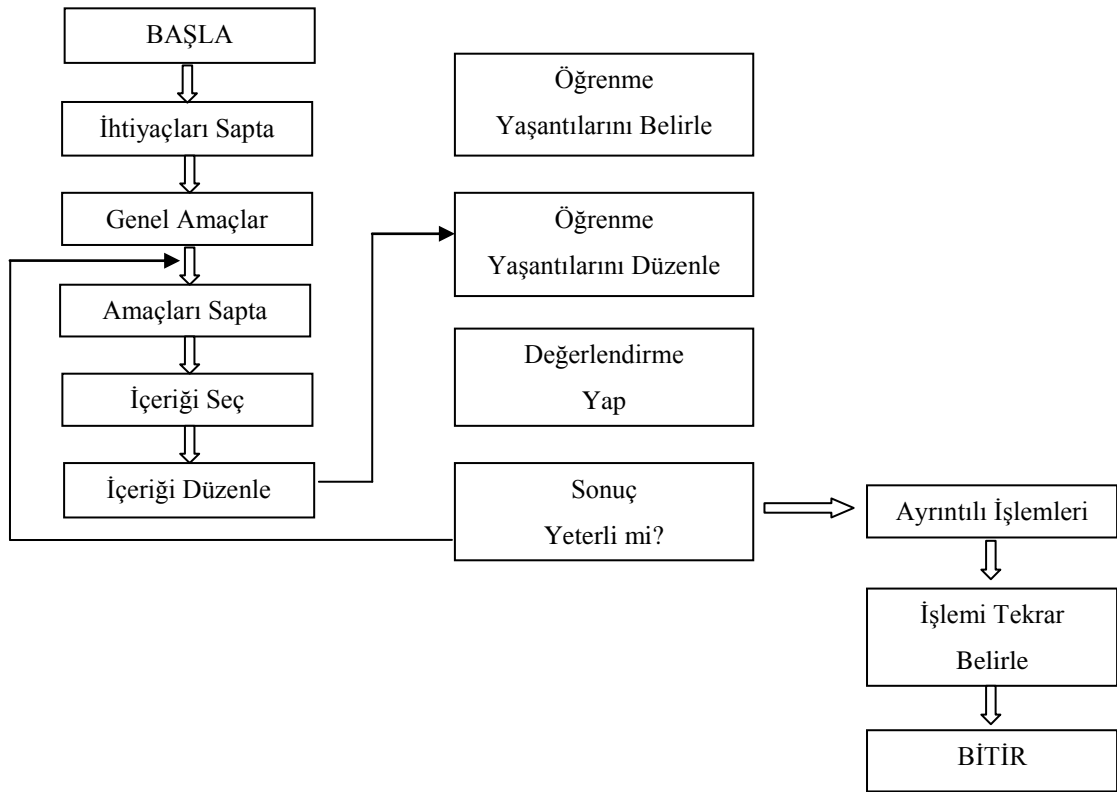 BAŞLA
İhtiyaçları Sapta
Genel Amaçlar
Amaçları Sapta
İçeriği Seç
İçeriği Düzenle
Öğrenme
Yaşantılarını Belirle
Öğrenme
Yaşantılarını Düzenle
Değerlendirme
Yap
Sonuç
Yeterli mi?
Ayrıntılı İşlemleri
İşlemi Tekrar
Belirle
BİTİR